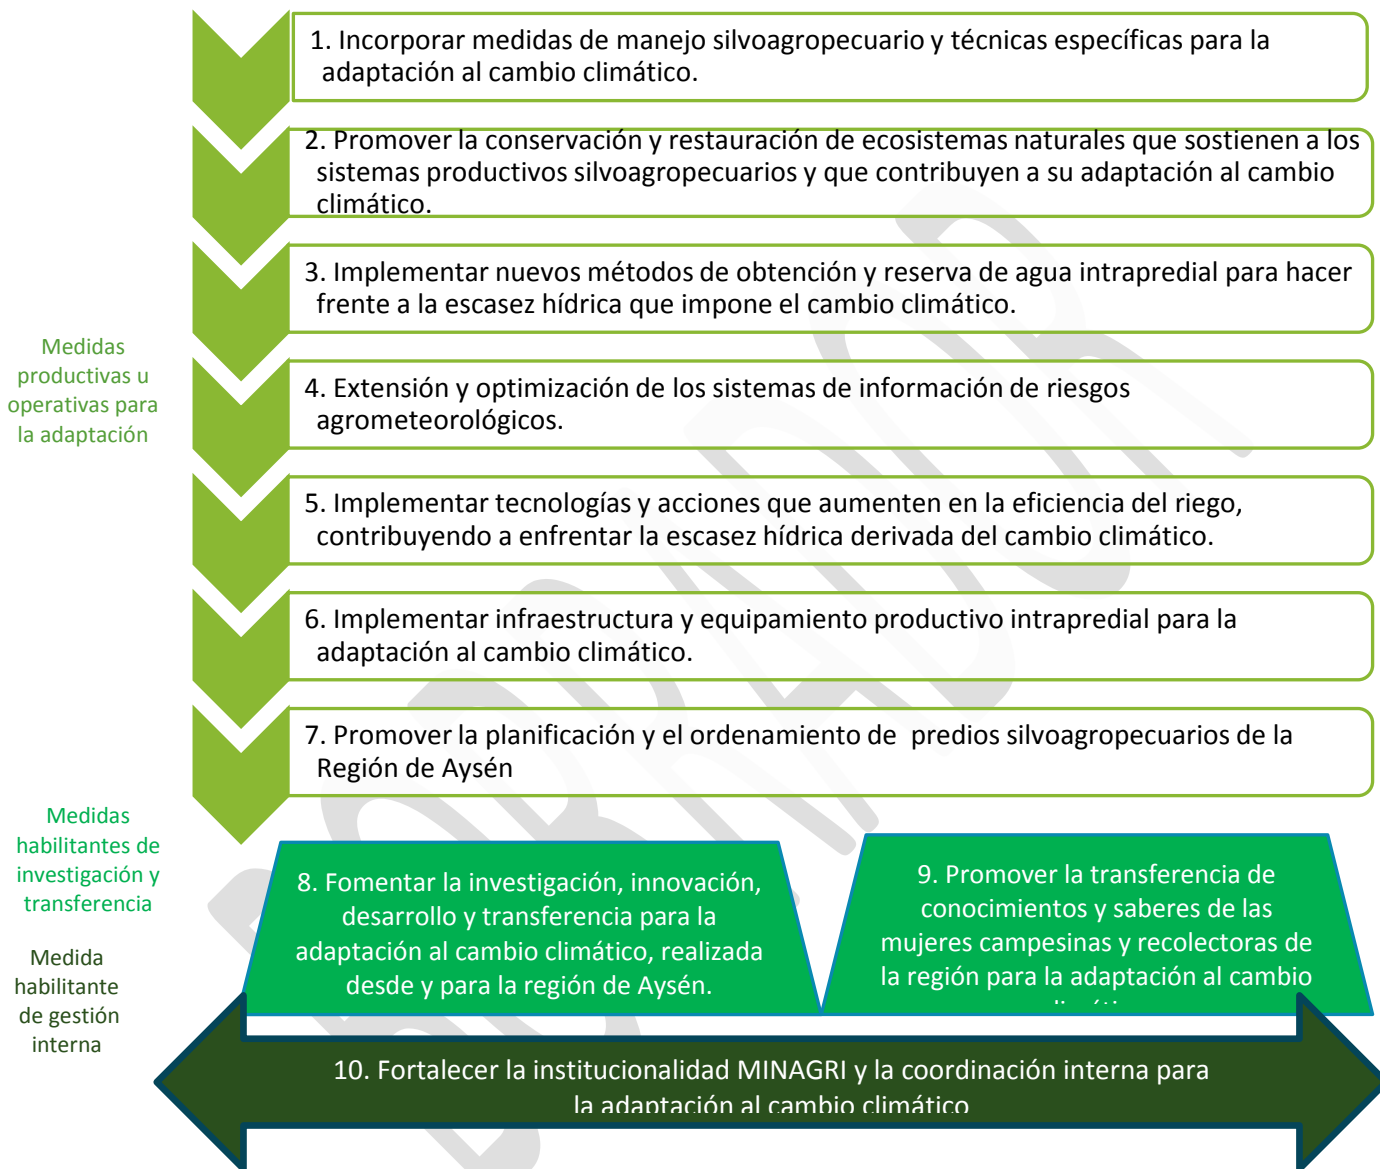 1. Incorporar medidas de manejo silvoagropecuario y técnicas específicas para la
adaptación al cambio climático.
2. Promover la conservación y restauración de ecosistemas naturales que sostienen a los
sistemas productivos silvoagropecuarios y que contribuyen a su adaptación al cambio
climático.
3. Implementar nuevos métodos de obtención y reserva de agua intrapredial para hacer
frente a la escasez hídrica que impone el cambio climático.
Medidas
productivas u
operativas para
la adaptación
4. Extensión y optimización de los sistemas de información de riesgos
agrometeorológicos.
5. Implementar tecnologías y acciones que aumenten en la eficiencia del riego,
contribuyendo a enfrentar la escasez hídrica derivada del cambio climático.
6. Implementar infraestructura y equipamiento productivo intrapredial para la
adaptación al cambio climático.
7. Promover la planificación y el ordenamiento de predios silvoagropecuarios de la
Región de Aysén
Medidas
habilitantes de
investigación y
transferencia
8. Fomentar la investigación, innovación,
desarrollo y transferencia para la
adaptación al cambio climático, realizada
desde y para la región de Aysén.
9. Promover la transferencia de
conocimientos y saberes de las
mujeres campesinas y recolectoras de
la región para la adaptación al cambio
Medida
habilitante
de gestión
interna
10. Fortalecer la institucionalidad MINAGRI y la coordinación interna para
la adaptación al cambio climático
BORRADOR